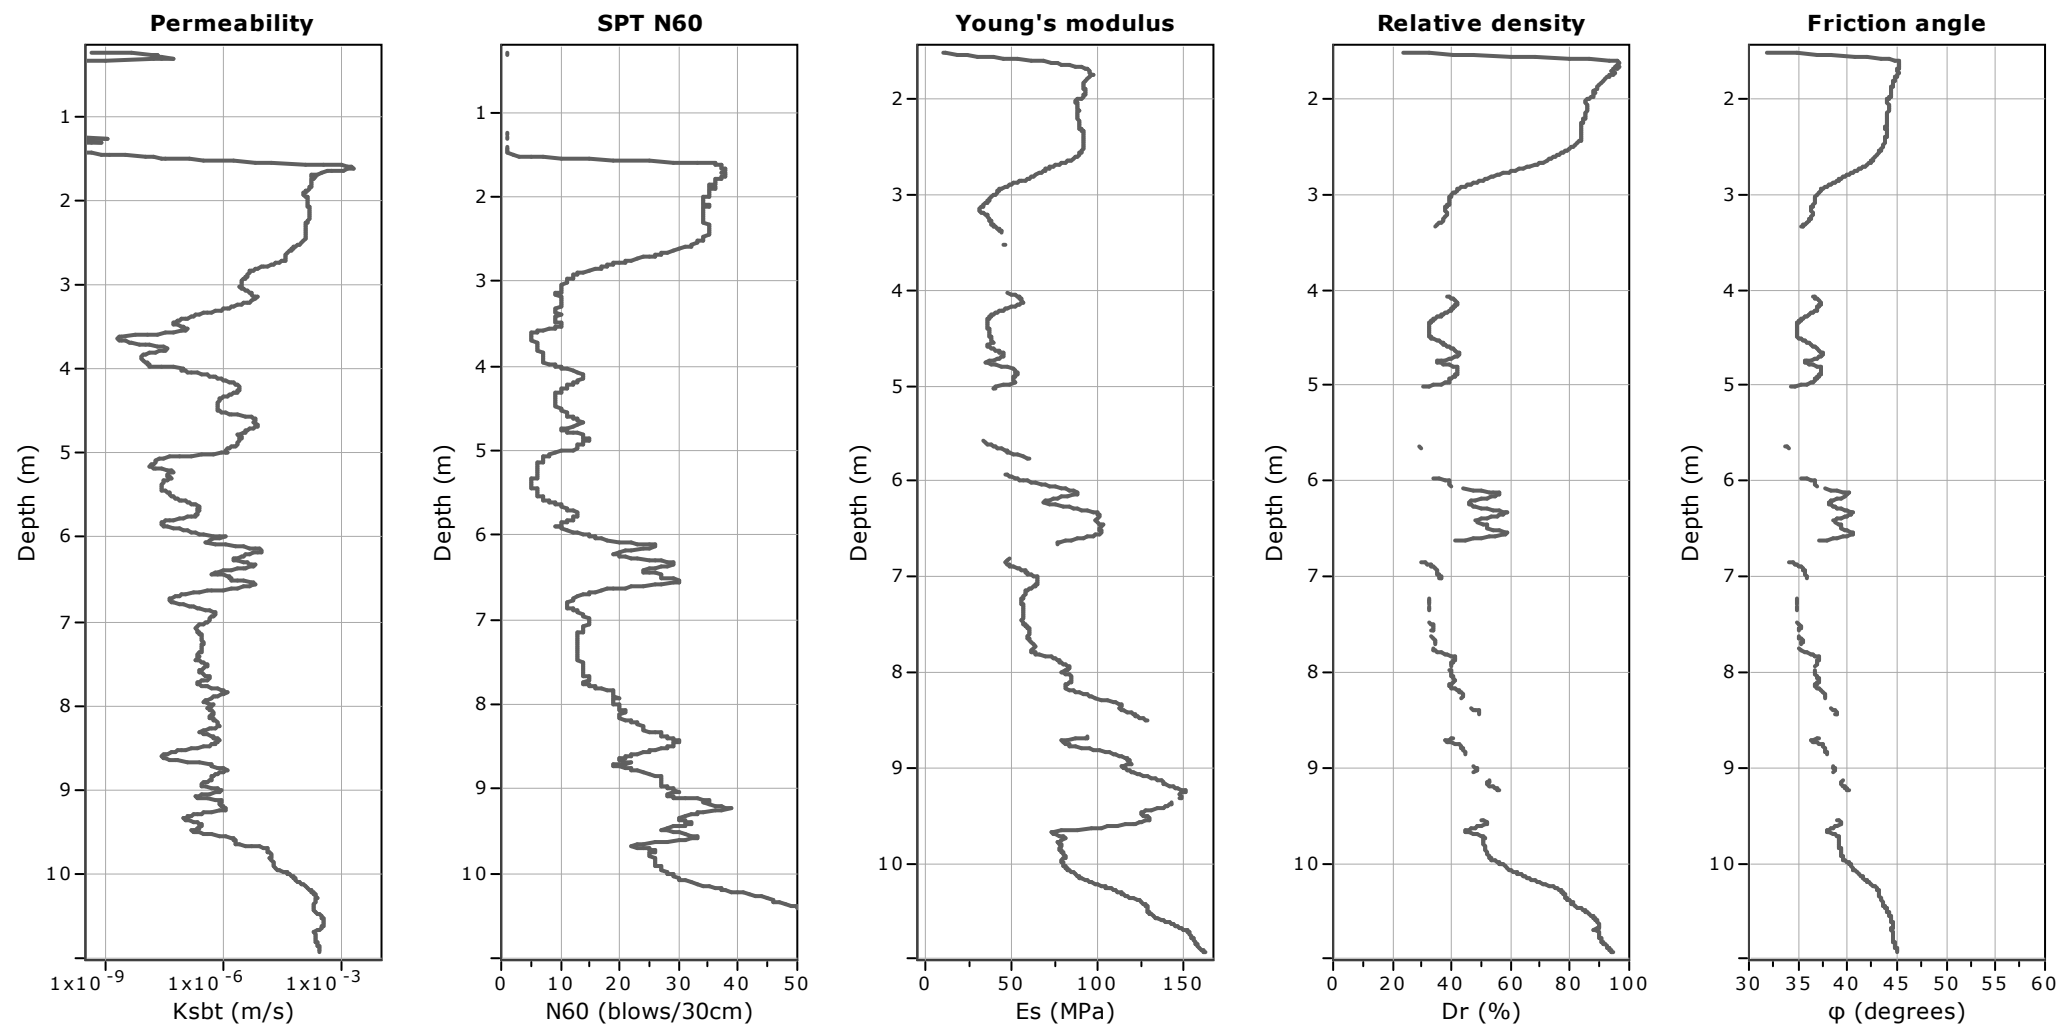 Permeability
1
2
3
4
5
6
7
8
9
10
Depth (m)
1x10-9 1x10-6 1x10-3
Ksbt (m/s)
SPT N60
1
2
3
4
5
6
7
8
9
10
Depth (m)
0 10 20 30 40 50
N60 (blows/30cm)
Young's modulus
2
3
4
5
6
7
8
9
10
Depth (m)
0 50 100 150
Es (MPa)
Relative density
2
3
4
5
6
7
8
9
10
Depth (m)
0 20 40 60 80 100
Dr (%)
Friction angle
2
3
4
5
6
7
8
9
10
Depth (m)
30 35 40 45 50 55 60
φ (degrees)